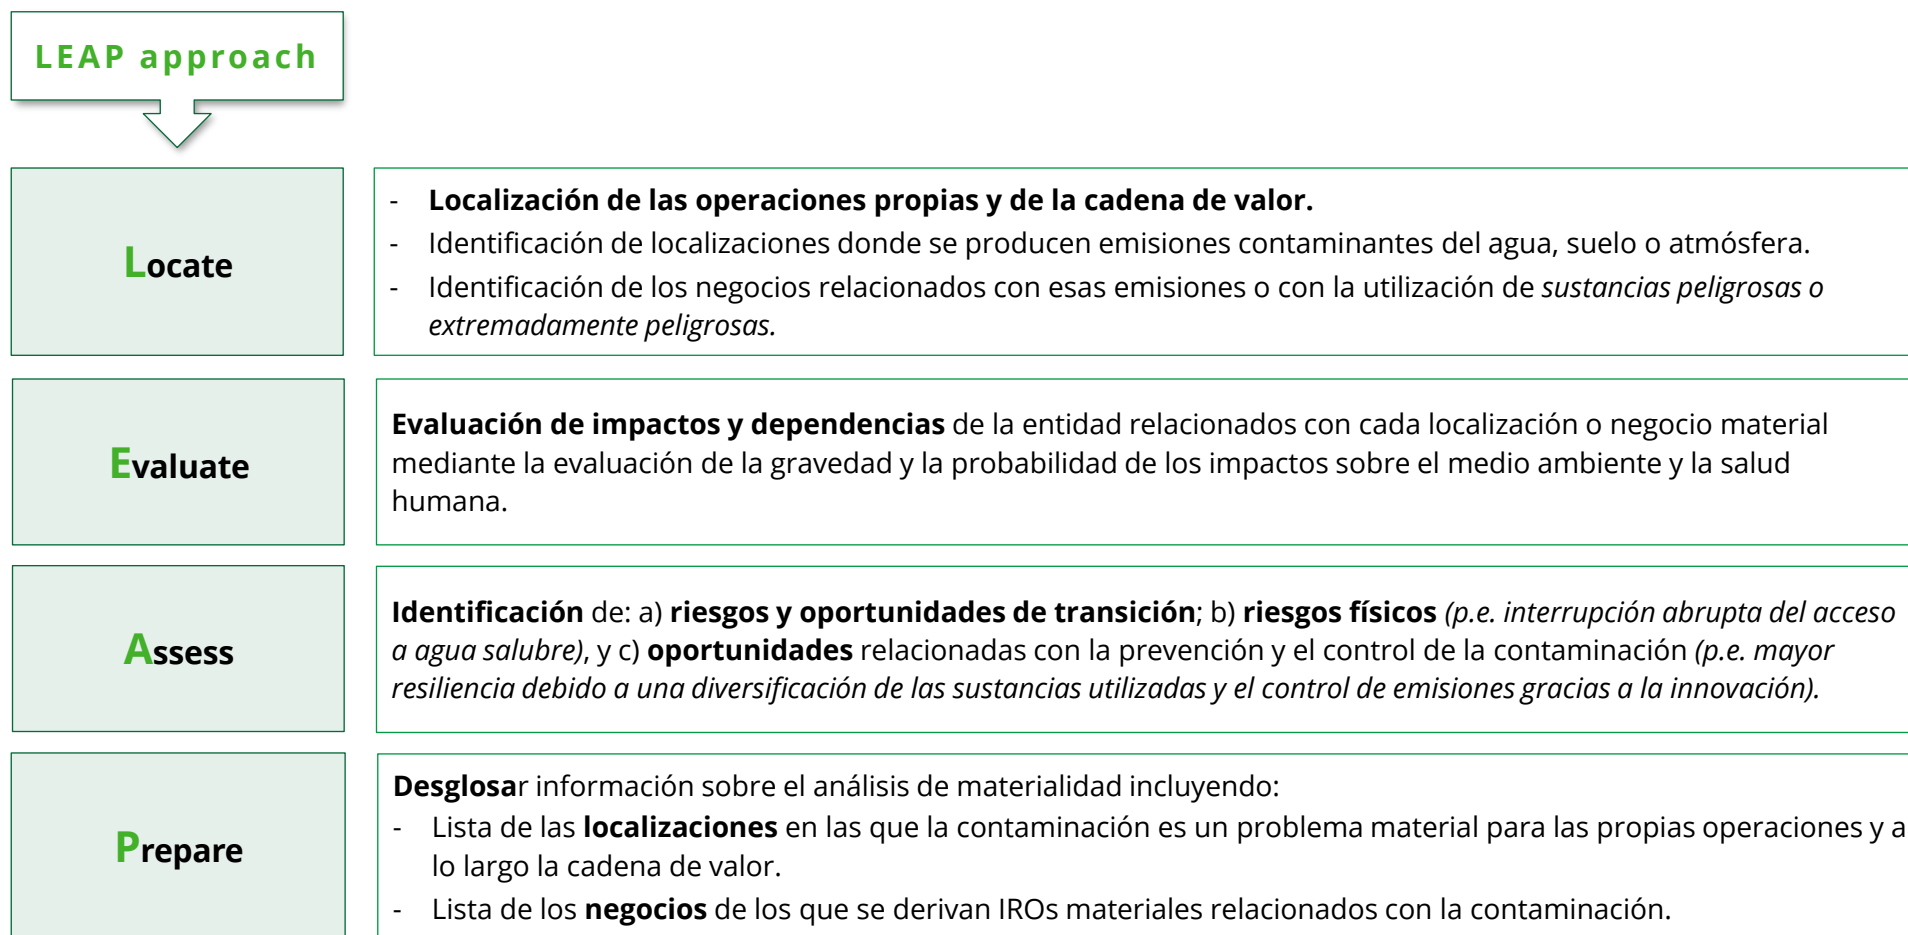 LEAP approach
Locate
- Localización de las operaciones propias y de la cadena de valor.
- Identificación de localizaciones donde se producen emisiones contaminantes del agua, suelo o atmósfera.
- Identificación de los negocios relacionados con esas emisiones o con la utilización de sustancias peligrosas o
extremadamente peligrosas.
Evaluate
Evaluación de impactos y dependencias de la entidad relacionados con cada localización o negocio material
mediante la evaluación de la gravedad y la probabilidad de los impactos sobre el medio ambiente y la salud
humana.
Assess
Identificación de: a) riesgos y oportunidades de transición; b) riesgos físicos (p.e. interrupción abrupta del acceso
a agua salubre), y c) oportunidades relacionadas con la prevención y el control de la contaminación (p.e. mayor
resiliencia debido a una diversificación de las sustancias utilizadas y el control de emisiones gracias a la innovación).
Prepare
Desglosar información sobre el análisis de materialidad incluyendo:
- Lista de las localizaciones en las que la contaminación es un problema material para las propias operaciones y a
lo largo la cadena de valor.
- Lista de los negocios de los que se derivan IROs materiales relacionados con la contaminación.